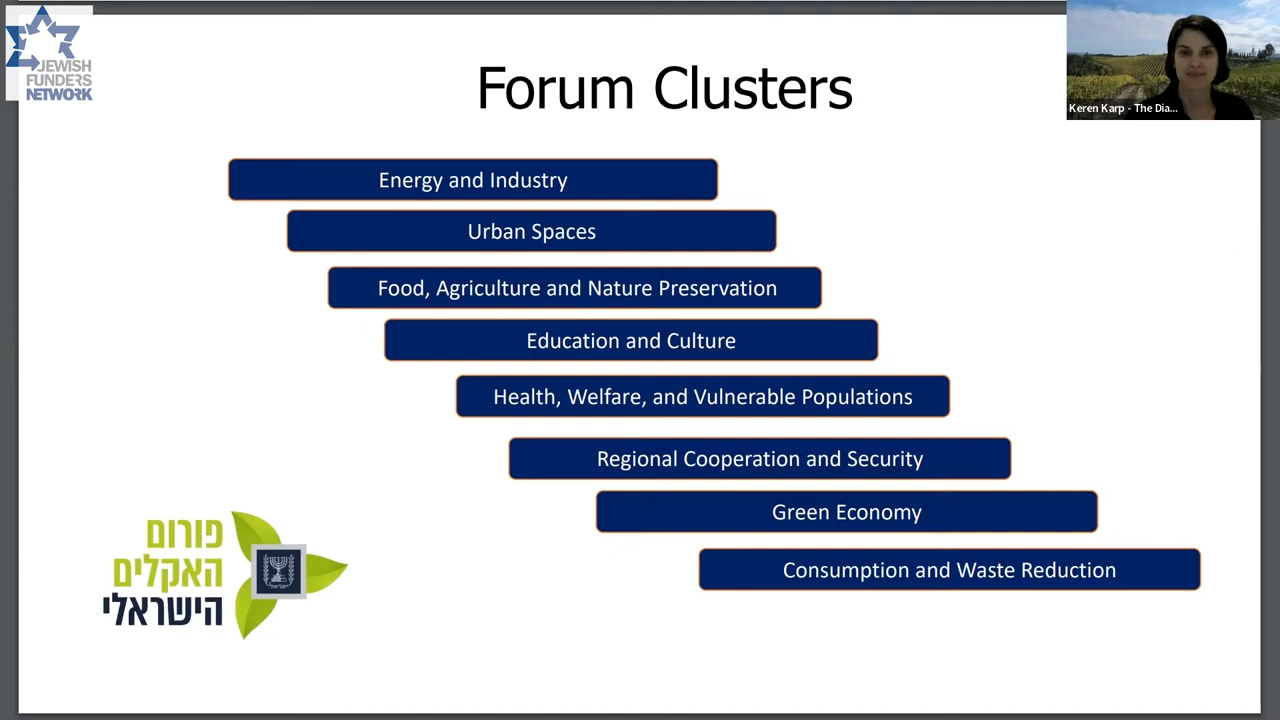 JEWISH
FUNDERS
NETWORK
Forum Clusters
Keren Karp - The Dia...
Energy and Industry
Urban Spaces
Food, Agriculture and Nature Preservation
Education and Culture
Health, Welfare, and Vulnerable Populations
Regional Cooperation and Security
Green Economy
Consumption and Waste Reduction
פורום
האקלים
הישראלי